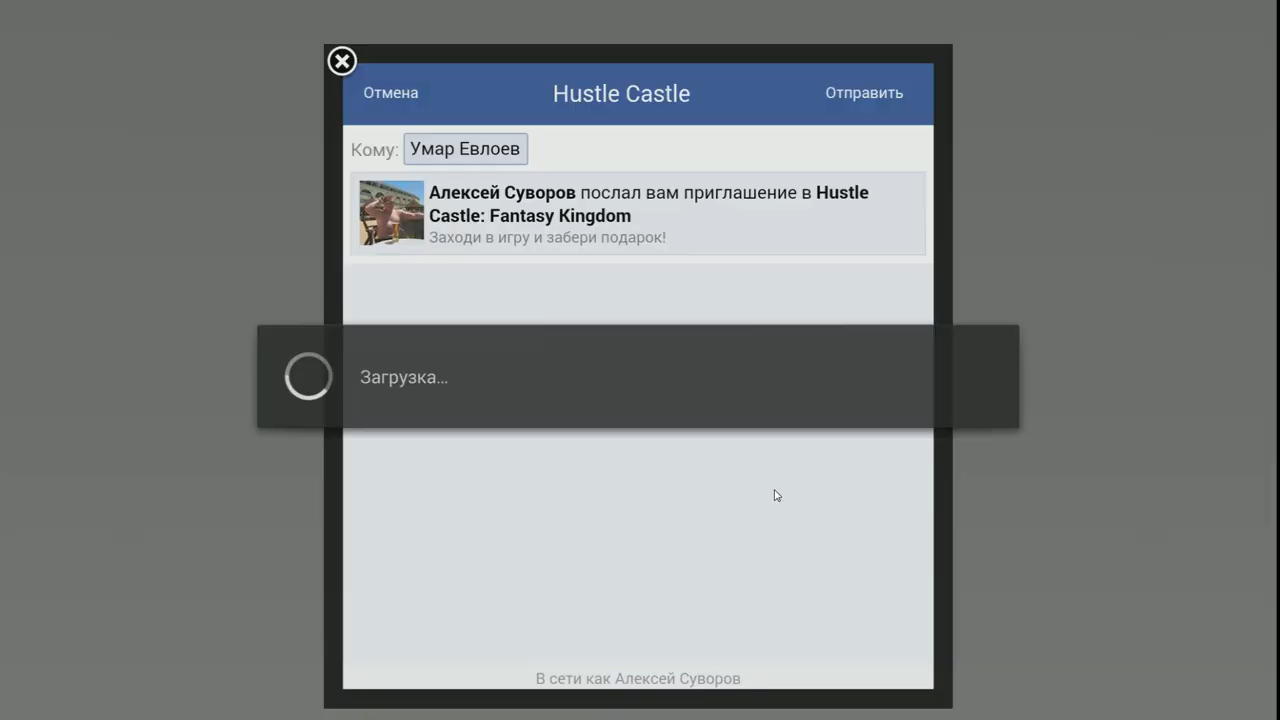 Отмена
Hustle Castle
Отправить
Кому: Умар Евлоев
Алексей Суворов послал вам приглашение в Hustle
Castle: Fantasy Kingdom
Заходи в игру и забери подарок!
Загрузка...
В сети как Алексей Суворов